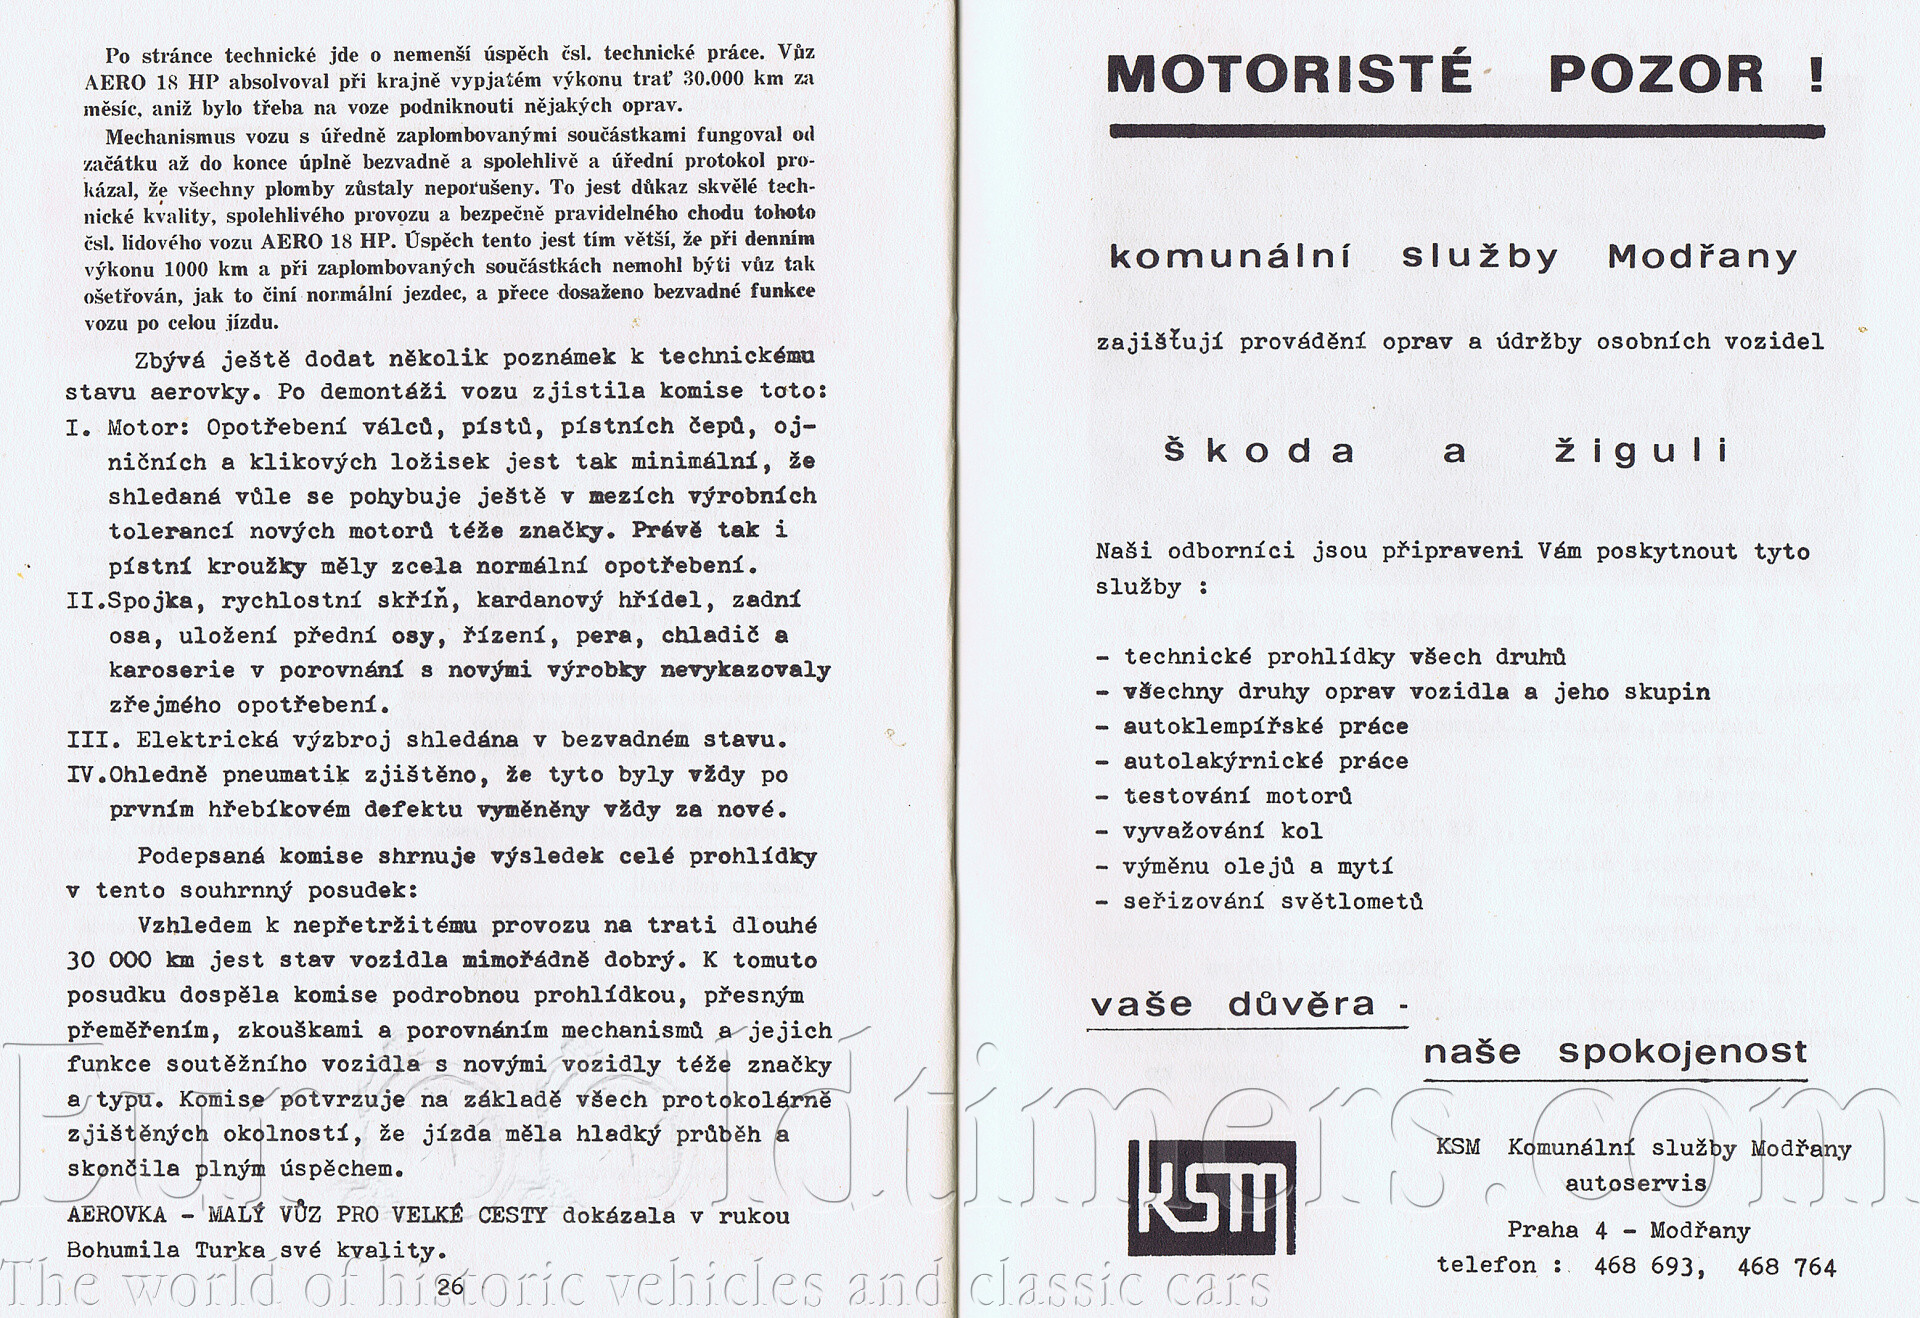 Po stránce technické jde o nemenší úspěch čsl. technické práce. Vůz
AERO 18 HP absolvoval při krajně vypjatém výkonu trať 30.000 km za
měsíc, aniž bylo třeba na voze podniknouti nějakých oprav.
Mechanismus vozu s úředně zaplombovanými součástkami fungoval od
začátku až do konce úplně bezvadně a spolehlivě a úřední protokol pro-
kázal, že všechny plomby zůstaly neporušeny. To jest důkaz skvělé tech-
nické kvality, spolehlivého provozu a bezpečně pravidelného chodu tohoto
čsl. lidového vozu AERO 18 HP. Úspěch tento jest tím větší, že při denním
výkonu 1000 km a při zaplombovaných součástkách nemohl býti vůz tak
ošetřován, jak to činí normální jezdec, a přece dosaženo bezvadné funkce
vozu po celou jízdu.
Zbývá ještě dodat několik poznámek k technickému
stavu aerovky. Po demontáži vozu zjistila komise toto:
I. Motor: Opotřebení válců, pístů, pístních čepů, oj-
ničních a klikových ložisek jest tak minimální, že
shledaná vůle se pohybuje ještě v mezích výrobních
tolerancí nových motorů téže značky. Právě tak i
pístní kroužky měly zcela normální opotřebení.
II.Spojka, rychlostní skříň, kardanový hřídel, zadní
osa, uložení přední osy, řízení, pera, chladič a
karoserie v porovnání s novými výrobky nevykazovaly
zřejmého opotřebení.
III. Elektrická výzbroj shledána v bezvadném stavu.
IV.Ohledně pneumatik zjištěno, že tyto byly vždy po
prvním hřebíkovém defektu vyměněny vždy za nové.
Podepsaná komise shrnuje výsledek celé prohlídky
v tento souhrnný posudek:
Vzhledem k nepřetržitému provozu na trati dlouhé
30 000 km jest stav vozidla mimořádně dobrý. K tomuto
posudku dospěla komise podrobnou prohlídkou, přesným
přeměřením, zkouškami a porovnáním mechanismů a jejich
funkce soutěžního vozidla s novými vozidly téže značky
a typu. Komise potvrzuje na základě všech protokolárně
zjištěných okolností, že jízda měla hladký průběh a
skončila plným úspěchem.
AEROVKA - MALÝ VŮZ PRO VELKÉ CESTY dokázala v rukou
Bohumila Turka své kvality.
26
MOTORISTÉ POZOR !
komunální služby Modřany
zajišťují provádění oprav a údržby osobních vozidel
škoda a žiguli
Naši odborníci jsou připraveni Vám poskytnout tyto
služby :
- technické prohlídky všech druhů
- všechny druhy oprav vozidla a jeho skupin
- autoklempířské práce
- autolakýrnické práce
- testování motorů
- vyvažování kol
- výměnu olejů a mytí
- seřizování světlometů
vaše důvěra -
naše spokojenost
KSM
KSM Komunální služby Modřany
autoservis
Praha 4 - Modřany
telefon : 468 693, 468 764
EuroOldtimers.com
The world of historic vehicles and classic cars